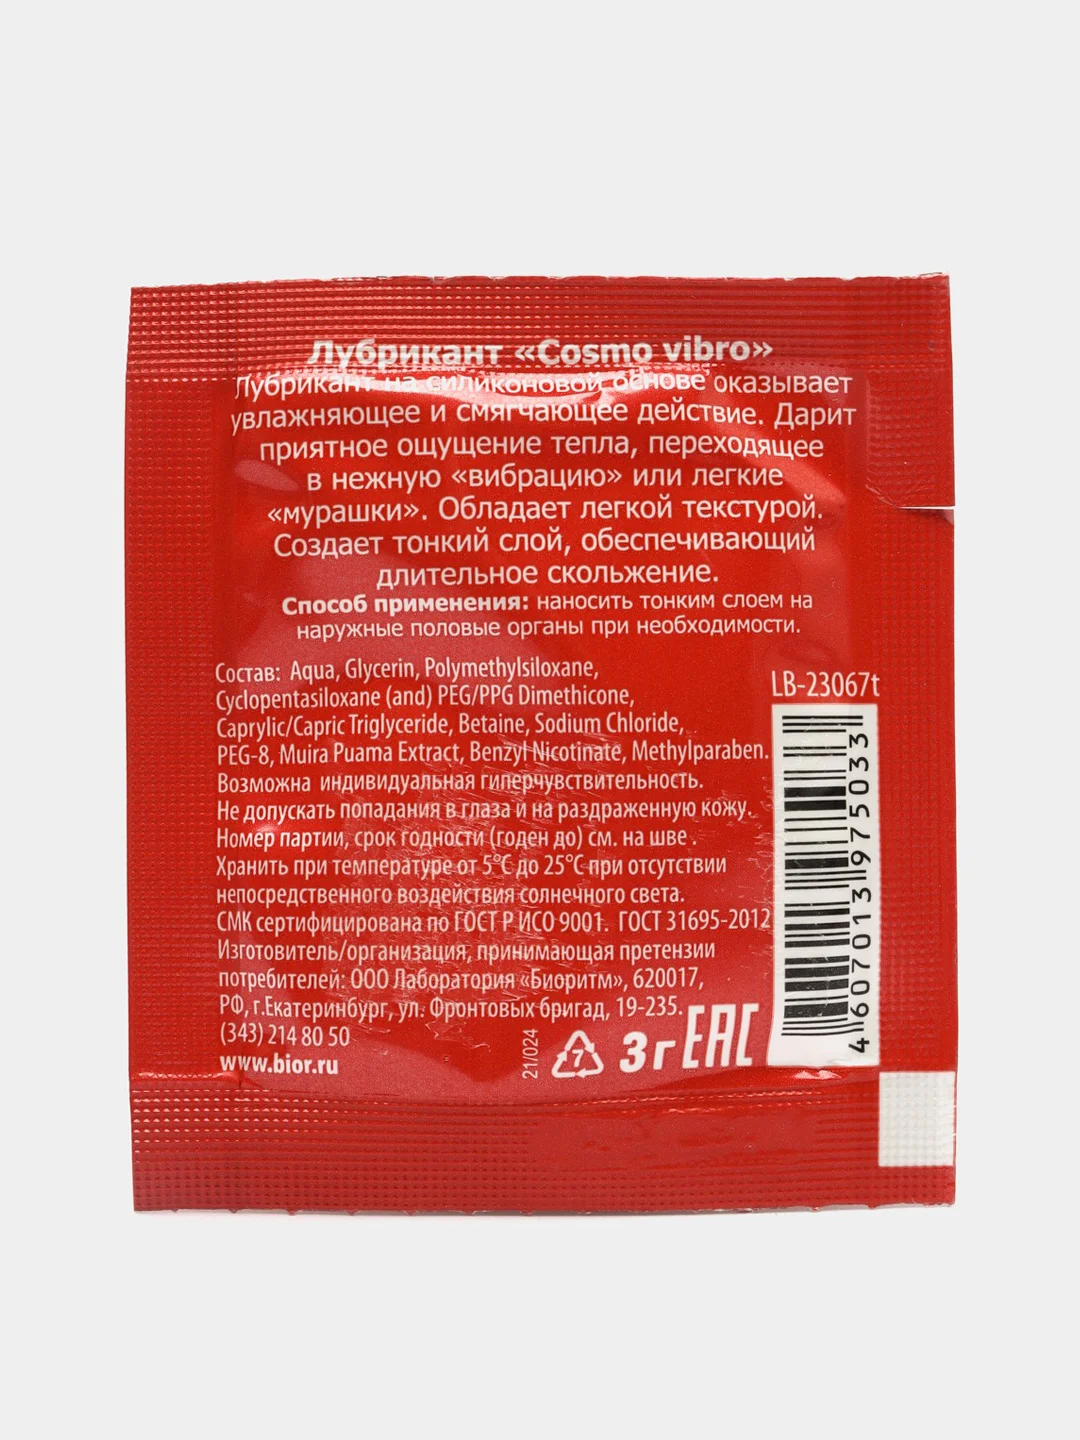 Лубрикант «Cosmo vibro»
Лубрикант на силиконовой основе оказывает
увлажняющее и смягчающее действие. Дарит
приятное ощущение тепла, переходящее
в нежную «вибрацию» или легкие
«мурашки». Обладает легкой текстурой.
Создает тонкий слой, обеспечивающий
длительное скольжение.
Способ применения: наносить тонким слоем на
наружные половые органы при необходимости.
Состав: Aqua, Glycerin, Polymethylsiloxane,
Cyclopentasiloxane (and) PEG/PPG Dimethicone,
Caprylic/Capric Triglyceride, Betaine, Sodium Chloride,
PEG-8, Muira Puama Extract, Benzyl Nicotinate, Methylparaben.
Возможна индивидуальная гиперчувствительность.
Не допускать попадания в глаза и на раздраженную кожу.
Номер партии, срок годности (годен до) см. на шве .
Хранить при температуре от 5°С до 25°С при отсутствии
непосредственного воздействия солнечного света.
СМК сертифицирована по ГОСТ Р ИСО 9001. ГОСТ 31695-2012
Изготовитель/организация, принимающая претензии
потребителей: ООО Лаборатория «Биоритм», 620017,
РФ, г.Екатеринбург, ул. Фронтовых бригад, 19-235.
(343) 214 80 50
www.bior.ru
21/024
7
3 г
EAC
LB-23067t
4 607013 975033